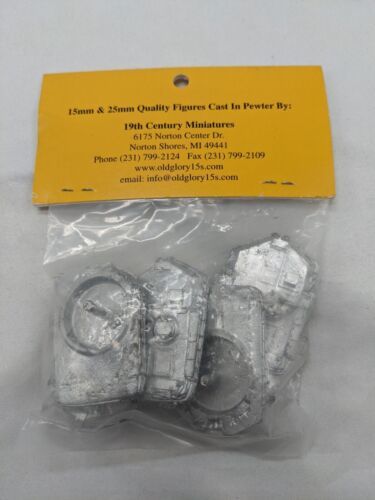 15mm & 25mm Quality Figures Cast In Pewter By:
19th Century Miniatures
6175 Norton Center Dr.
Norton Shores, MI 49441
Phone (231) 799-2124 Fax (231) 799-2109
www.oldglory15s.com
email: info@oldglory15s.com